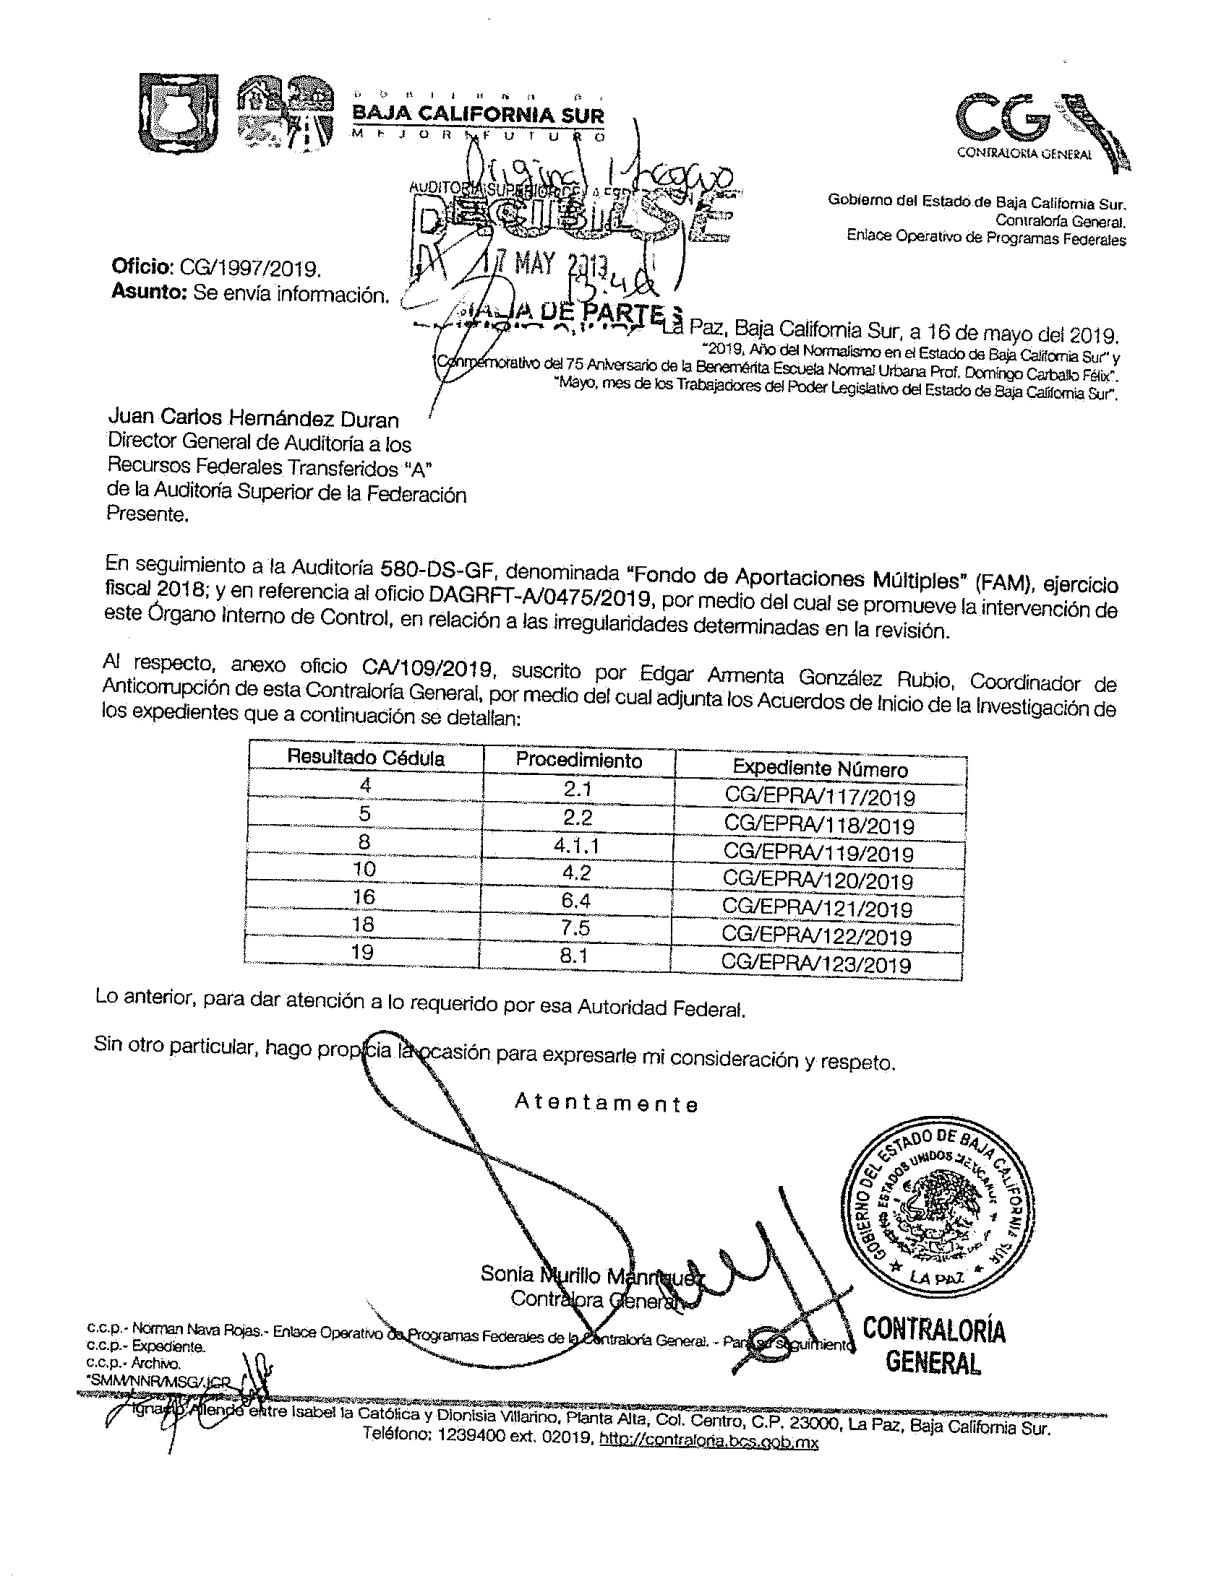 GOBIERNO DE
BAJA CALIFORNIA SUR
MEJOR FUTURO
CG
CONTRALORÍA GENERAL
Original
AUDITORÍA SUPERIOR DE LA
Gobierno del Estado de Baja California Sur.
Contraloría General.
Enlace Operativo de Programas Federales
17 MAY
Oficio: CG/1997/2019.
Asunto: Se envía información.
DE PARTES
La Paz, Baja California Sur, a 16 de mayo del 2019.
"2019, Año del Normalismo en el Estado de Baja California Sur" y
Conmemorativo del 75 Aniversario de la Benemérita Escuela Normal Urbana Prof. Domingo Carballo Félix".
"Mayo, mes de los Trabajadores del Poder Legislativo del Estado de Baja California Sur".
Juan Carlos Hernández Duran
Director General de Auditoría a los
Recursos Federales Transferidos "A"
de la Auditoría Superior de la Federación
Presente.
En seguimiento a la Auditoría 580-DS-GF, denominada "Fondo de Aportaciones Múltiples" (FAM), ejercicio
fiscal 2018; y en referencia al oficio DAGRFT-A/0475/2019, por medio del cual se promueve la intervención de
este Órgano Interno de Control, en relación a las irregularidades determinadas en la revisión.
Al respecto, anexo oficio CA/109/2019, suscrito por Edgar Armenta González Rubio, Coordinador de
Anticorrupción de esta Contraloría General, por medio del cual adjunta los Acuerdos de Inicio de la Investigación de
los expedientes que a continuación se detallan:
Resultado Cédula Procedimiento Expediente Número
4 2.1 CG/EPRA/117/2019
5 2.2 CG/EPRA/118/2019
8 4.1.1 CG/EPRA/119/2019
10 4.2 CG/EPRA/120/2019
16 6.4 CG/EPRA/121/2019
18 7.5 CG/EPRA/122/2019
19 8.1 CG/EPRA/123/2019
Lo anterior, para dar atención a lo requerido por esa Autoridad Federal.
Sin otro particular, hago propicia la ocasión para expresarle mi consideración y respeto.
Atentamente
GOBIERNO DEL ESTADO DE BAJA CALIFORNIA SUR
ESTADOS UNIDOS MEXICANOS
LA PAZ
Sonia Murillo Manríquez
Contralora General
CONTRALORÍA
GENERAL
c.c.p.- Norman Nava Rojas.- Enlace Operativo de Programas Federales de la Contraloría General. - Para su seguimiento
c.c.p.- Expediente.
c.c.p.- Archivo.
*SMM/NNR/MSG/JCR
Ignacio Allende entre Isabel la Católica y Dionisia Villarino, Planta Alta, Col. Centro, C.P. 23000, La Paz, Baja California Sur.
Teléfono: 1239400 ext. 02019, http://contraloria.bcs.gob.mx